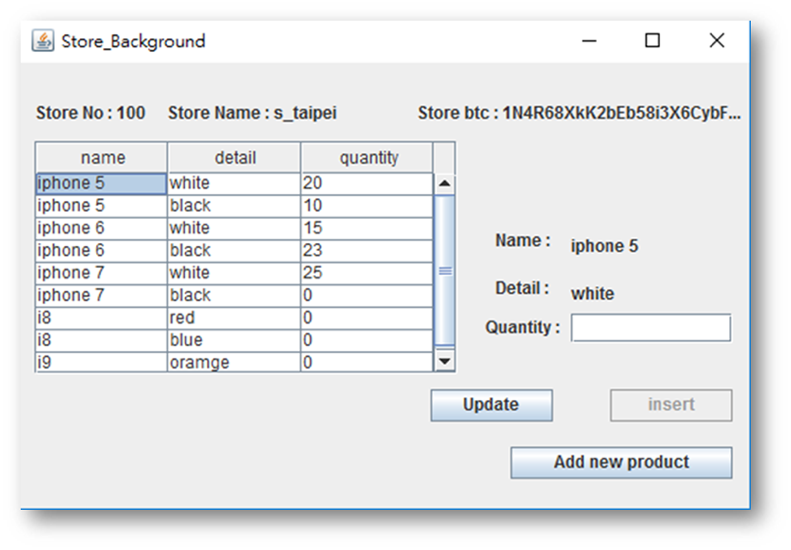 Store_Background
Store No : 100 Store Name : s_taipei Store btc : 1N4R68XkK2bEb58i3X6CybF...
name detail quantity
iphone 5 white 20
iphone 5 black 10
iphone 6 white 15
iphone 6 black 23
iphone 7 white 25
iphone 7 black 0
i8 red 0
i8 blue 0
i9 oramge 0
Name : iphone 5
Detail : white
Quantity :
Update insert
Add new product